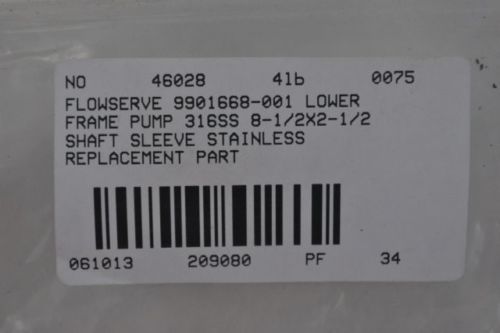 NO 46028 41b 0075
FLOWSERVE 9901668-001 LOWER
FRAME PUMP 316SS 8-1/2X2-1/2
SHAFT SLEEVE STAINLESS
REPLACEMENT PART
061013 209080 PF 34